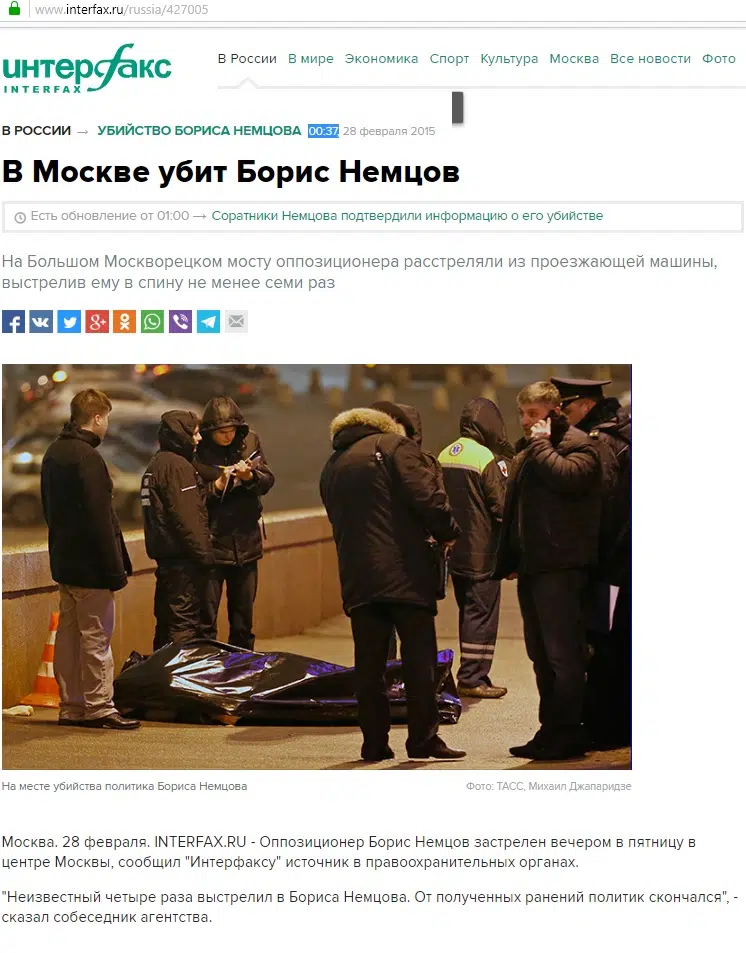 www.interfax.ru/russia/427005
интерфакс
INTERFAX
В России В мире Экономика Спорт Культура Москва Все новости Фото
В РОССИИ → УБИЙСТВО БОРИСА НЕМЦОВА 00:37, 28 февраля 2015
В Москве убит Борис Немцов
Есть обновление от 01:00 → Соратники Немцова подтвердили информацию о его убийстве
На Большом Москворецком мосту оппозиционера расстреляли из проезжающей машины,
выстрелив ему в спину не менее семи раз
На месте убийства политика Бориса Немцова
Фото: ТАСС, Михаил Джапаридзе
Москва. 28 февраля. INTERFAX.RU - Оппозиционер Борис Немцов застрелен вечером в пятницу в
центре Москвы, сообщил "Интерфаксу" источник в правоохранительных органах.
"Неизвестный четыре раза выстрелил в Бориса Немцова. От полученных ранений политик скончался", -
сказал собеседник агентства.